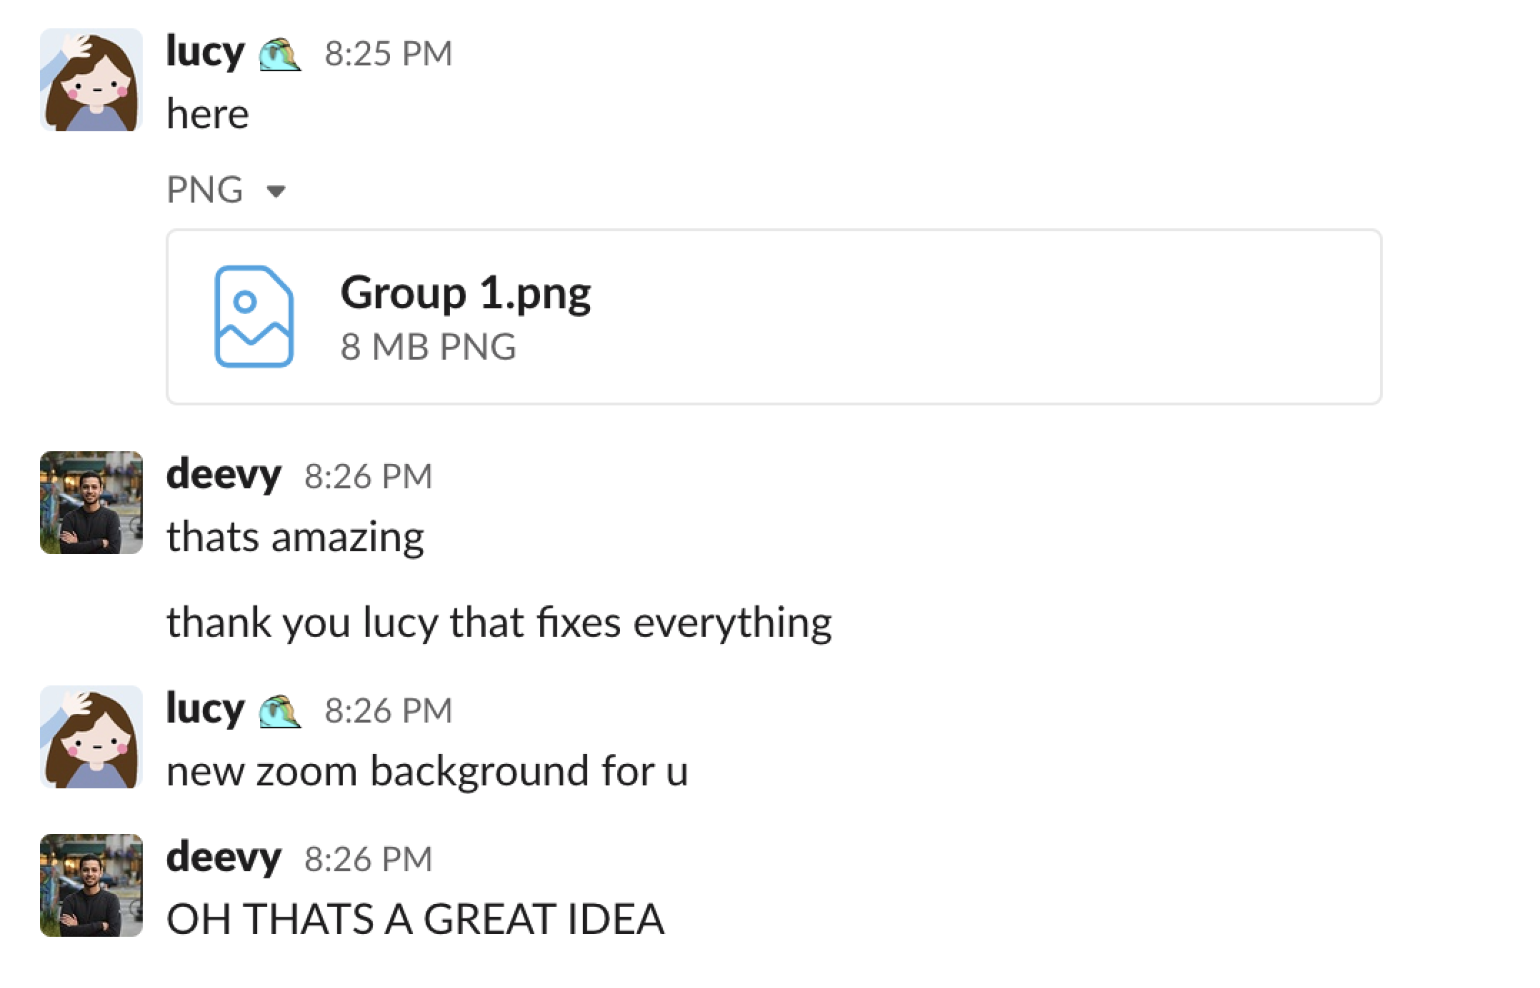 lucy 8:25 PM
here
PNG
Group 1.png
8 MB PNG
deevy 8:26 PM
thats amazing
thank you lucy that fixes everything
lucy 8:26 PM
new zoom background for u
deevy 8:26 PM
OH THATS A GREAT IDEA